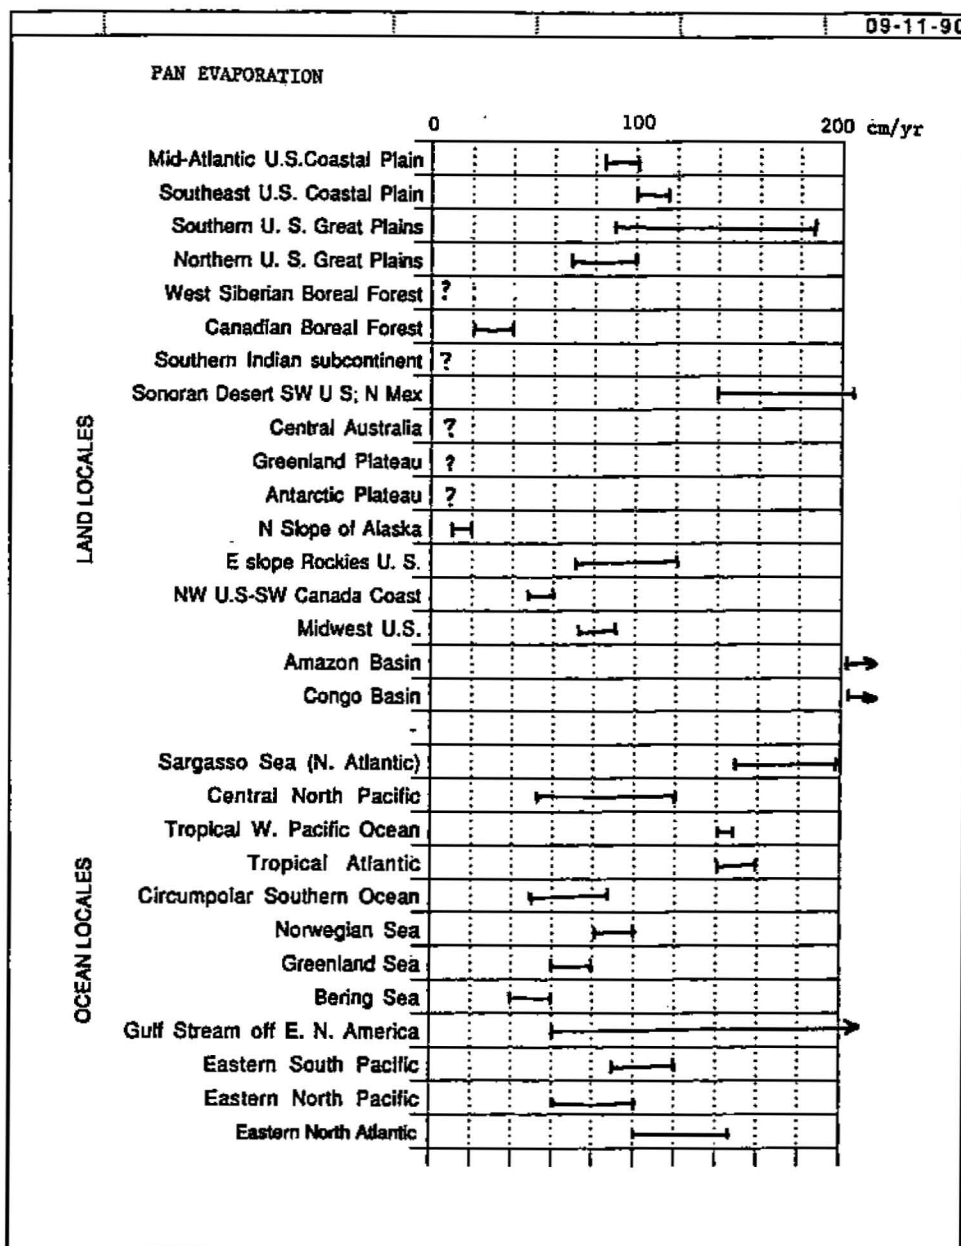 09-11-90
PAN EVAPORATION
0 100 200 cm/yr
Mid-Atlantic U.S.Coastal Plain
Southeast U.S. Coastal Plain
Southern U. S. Great Plains
Northern U. S. Great Plains
West Siberian Boreal Forest ?
Canadian Boreal Forest
Southern Indian subcontinent ?
Sonoran Desert SW U S; N Mex
Central Australia ?
Greenland Plateau ?
Antarctic Plateau ?
N Slope of Alaska
E slope Rockies U. S.
NW U.S-SW Canada Coast
Midwest U.S.
Amazon Basin
Congo Basin
LAND LOCALES
Sargasso Sea (N. Atlantic)
Central North Pacific
Tropical W. Pacific Ocean
Tropical Atlantic
Circumpolar Southern Ocean
Norwegian Sea
Greenland Sea
Bering Sea
Gulf Stream off E. N. America
Eastern South Pacific
Eastern North Pacific
Eastern North Atlantic
OCEAN LOCALES